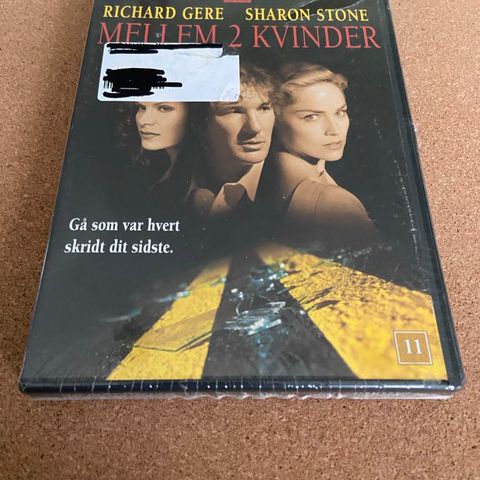 RICHARD GERE SHARON STONE
MELLEM 2 KVINDER
Gå som var hvert
skridt dit sidste.
11